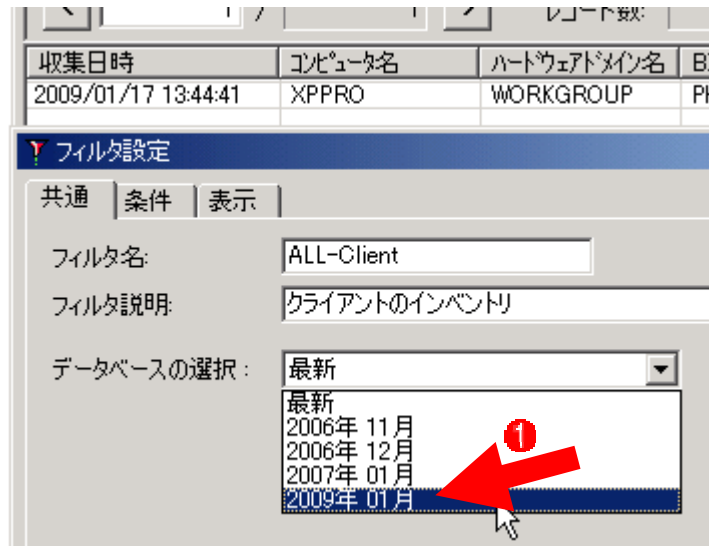 1 / 1 レコード数:
収集日時 コンピュータ名 ハードウェアドメイン名
2009/01/17 13:44:41 XPPRO WORKGROUP
フィルタ設定
共通 条件 表示
フィルタ名: ALL-Client
フィルタ説明: クライアントのインベントリ
データベースの選択: 最新
最新
2006年 11月
2006年 12月
2007年 01月
2009年 01月
1